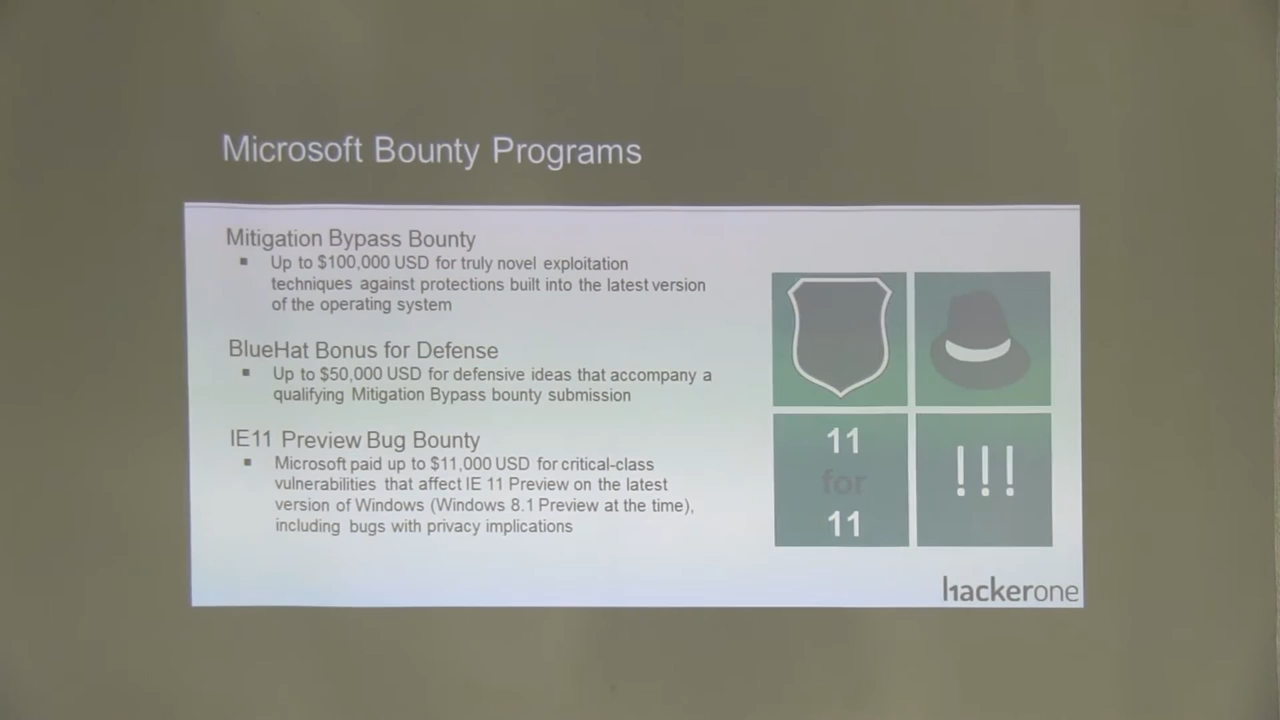 Microsoft Bounty Programs
Mitigation Bypass Bounty
▪ Up to $100,000 USD for truly novel exploitation
techniques against protections built into the latest version
of the operating system
BlueHat Bonus for Defense
▪ Up to $50,000 USD for defensive ideas that accompany a
qualifying Mitigation Bypass bounty submission
IE11 Preview Bug Bounty
▪ Microsoft paid up to $11,000 USD for critical-class
vulnerabilities that affect IE 11 Preview on the latest
version of Windows (Windows 8.1 Preview at the time),
including bugs with privacy implications
11
for
11
!!!
hackerone